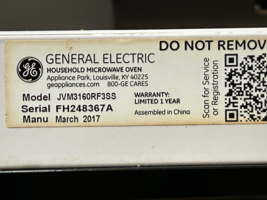 GENERAL ELECTRIC
HOUSEHOLD MICROWAVE OVEN
Appliance Park, Louisville, KY 40225
geoappliances.com 800-GE CARES
Model JVM3160RF3SS
Serial FH248367A
Manu March 2017
WARRANTY:
LIMITED 1 YEAR
Assembled in China
DO NOT REMOV
Scan for Service
or Registration